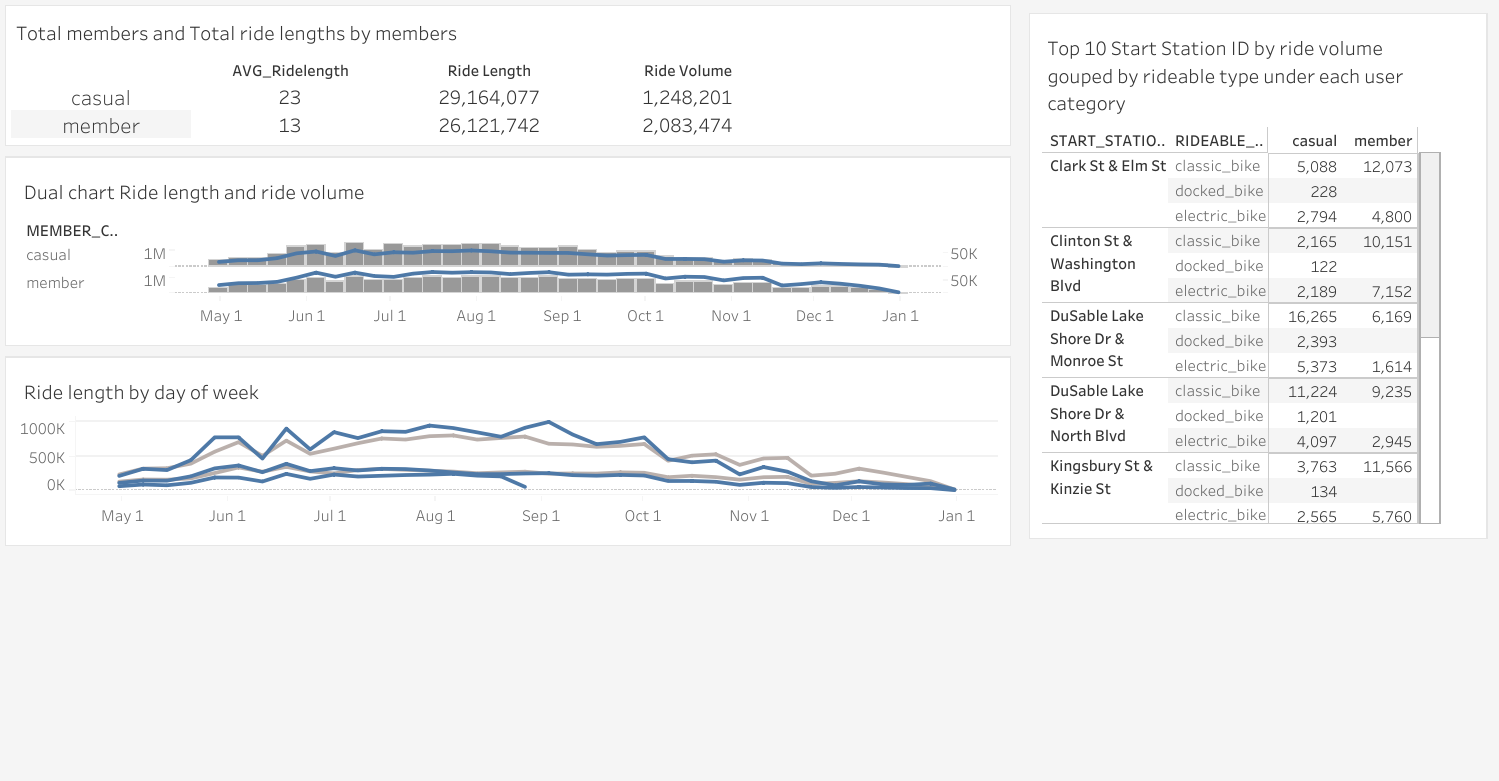 Total members and Total ride lengths by members
AVG_Ridelength Ride Length Ride Volume
casual 23 29,164,077 1,248,201
member 13 26,121,742 2,083,474
Dual chart Ride length and ride volume
MEMBER_C..
casual 1M 50K
member 1M 50K
May 1 Jun 1 Jul 1 Aug 1 Sep 1 Oct 1 Nov 1 Dec 1 Jan 1
Ride length by day of week
1000K
500K
0K
May 1 Jun 1 Jul 1 Aug 1 Sep 1 Oct 1 Nov 1 Dec 1 Jan 1
Top 10 Start Station ID by ride volume
gouped by rideable type under each user
category
START_STATIO.. RIDEABLE_.. casual member
Clark St & Elm St classic_bike 5,088 12,073
docked_bike 228
electric_bike 2,794 4,800
Clinton St & classic_bike 2,165 10,151
Washington docked_bike 122
Blvd electric_bike 2,189 7,152
DuSable Lake classic_bike 16,265 6,169
Shore Dr & docked_bike 2,393
Monroe St electric_bike 5,373 1,614
DuSable Lake classic_bike 11,224 9,235
Shore Dr & docked_bike 1,201
North Blvd electric_bike 4,097 2,945
Kingsbury St & classic_bike 3,763 11,566
Kinzie St docked_bike 134
electric_bike 2,565 5,760